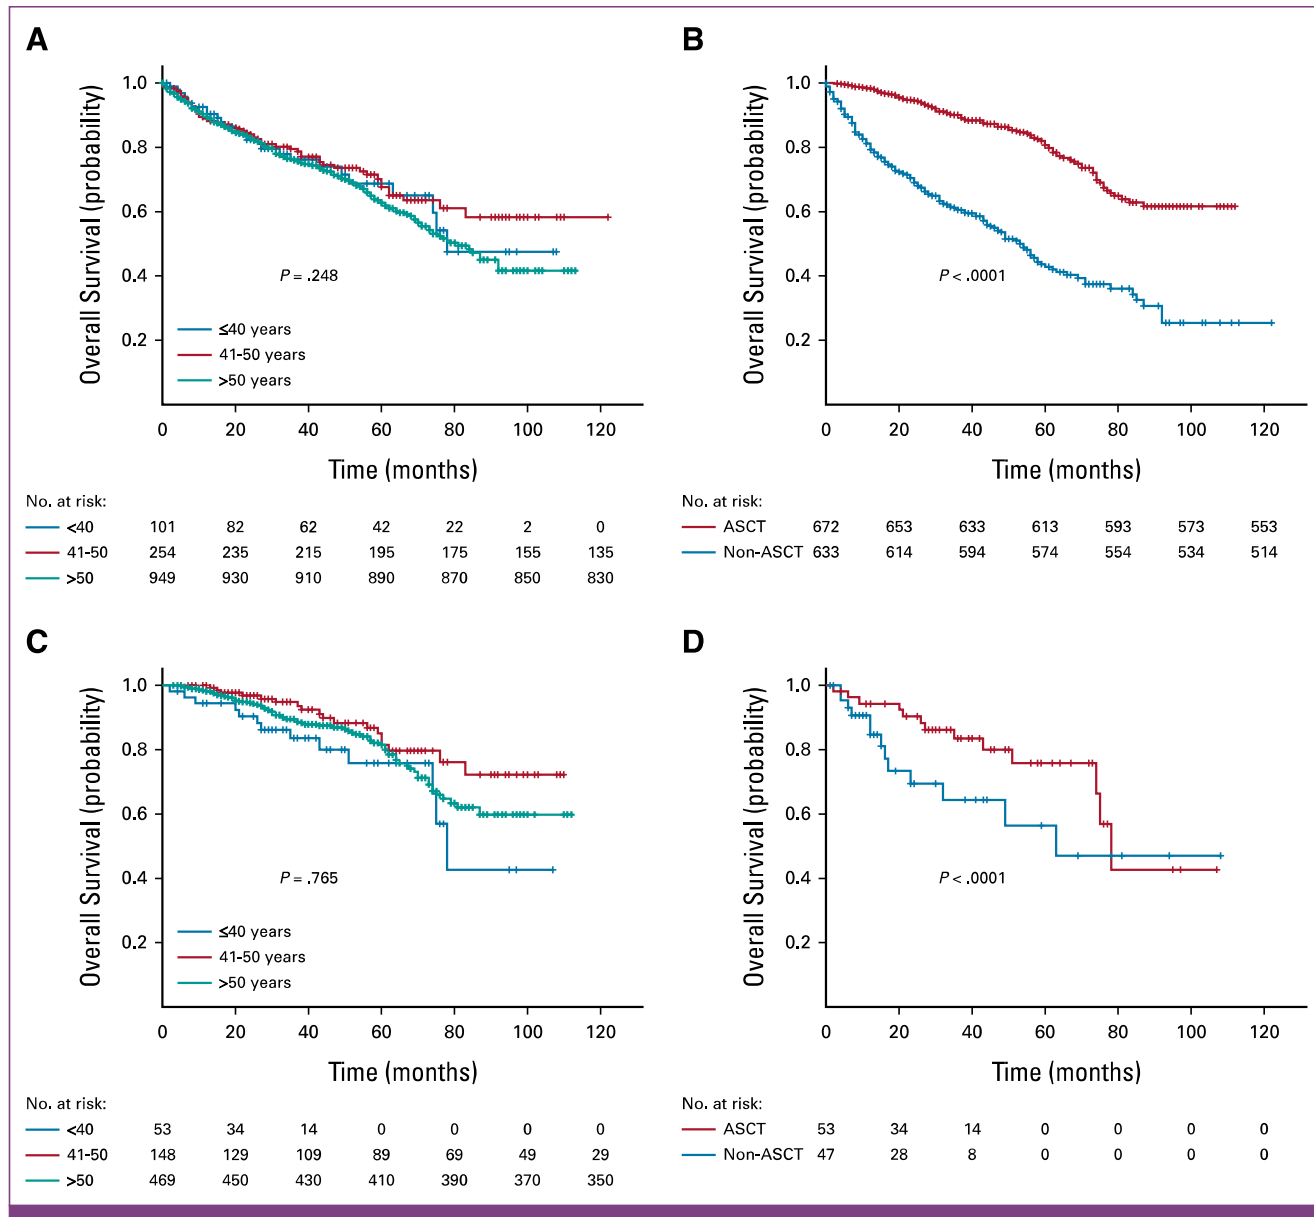 A
Overall Survival (probability)
1.0
0.8
0.6
0.4
0.2
P = .248
≤40 years
41-50 years
>50 years
0 20 40 60 80 100 120
Time (months)
No. at risk:
<40 101 82 62 42 22 2 0
41-50 254 235 215 195 175 155 135
>50 949 930 910 890 870 850 830
B
Overall Survival (probability)
1.0
0.8
0.6
0.4
0.2
P < .0001
0 20 40 60 80 100 120
Time (months)
No. at risk:
ASCT 672 653 633 613 593 573 553
Non-ASCT 633 614 594 574 554 534 514
C
Overall Survival (probability)
1.0
0.8
0.6
0.4
0.2
P = .765
≤40 years
41-50 years
>50 years
0 20 40 60 80 100 120
Time (months)
No. at risk:
<40 53 34 14 0 0 0 0
41-50 148 129 109 89 69 49 29
>50 469 450 430 410 390 370 350
D
Overall Survival (probability)
1.0
0.8
0.6
0.4
0.2
P < .0001
0 20 40 60 80 100 120
Time (months)
No. at risk:
ASCT 53 34 14 0 0 0 0
Non-ASCT 47 28 8 0 0 0 0